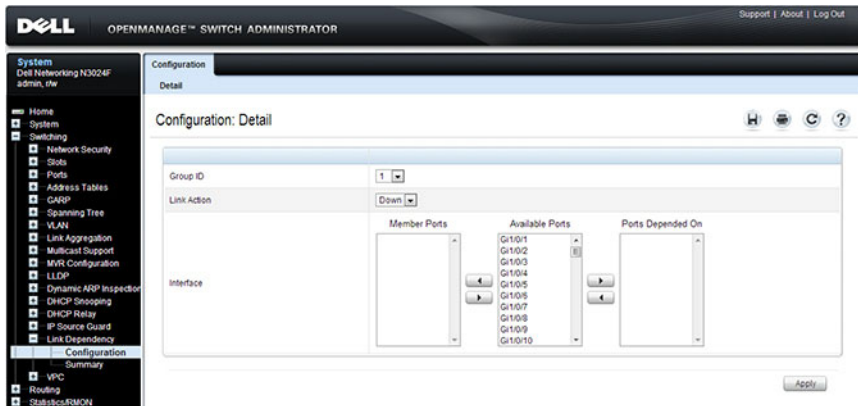 Support | About | Log Out
DELL OPENMANAGE™ SWITCH ADMINISTRATOR
System
Dell Networking N3024F
admin, r/w
Home
System
Switching
Network Security
Slots
Ports
Address Tables
GARP
Spanning Tree
VLAN
Link Aggregation
Multicast Support
MVR Configuration
LLDP
Dynamic ARP Inspection
DHCP Snooping
DHCP Relay
IP Source Guard
Link Dependency
Configuration
Summary
VPC
Routing
Statistics/RMON
Configuration
Detail
Configuration: Detail
Group ID
1
Link Action
Down
Interface
Member Ports
Available Ports
Gi1/0/1
Gi1/0/2
Gi1/0/3
Gi1/0/4
Gi1/0/5
Gi1/0/6
Gi1/0/7
Gi1/0/8
Gi1/0/9
Gi1/0/10
Ports Depended On
Apply